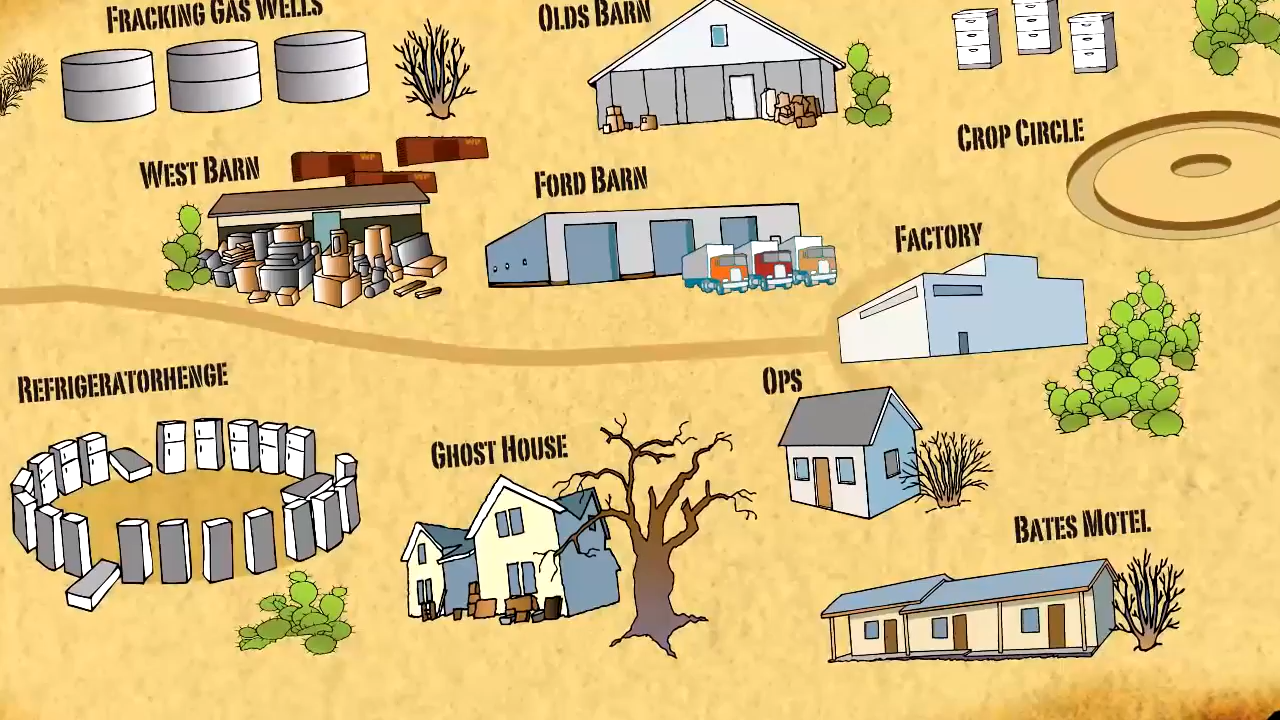 FRACKING GAS WELLS
OLDS BARN
CROP CIRCLE
WEST BARN
FORD BARN
FACTORY
REFRIGERATORHENGE
OPS
GHOST HOUSE
BATES MOTEL